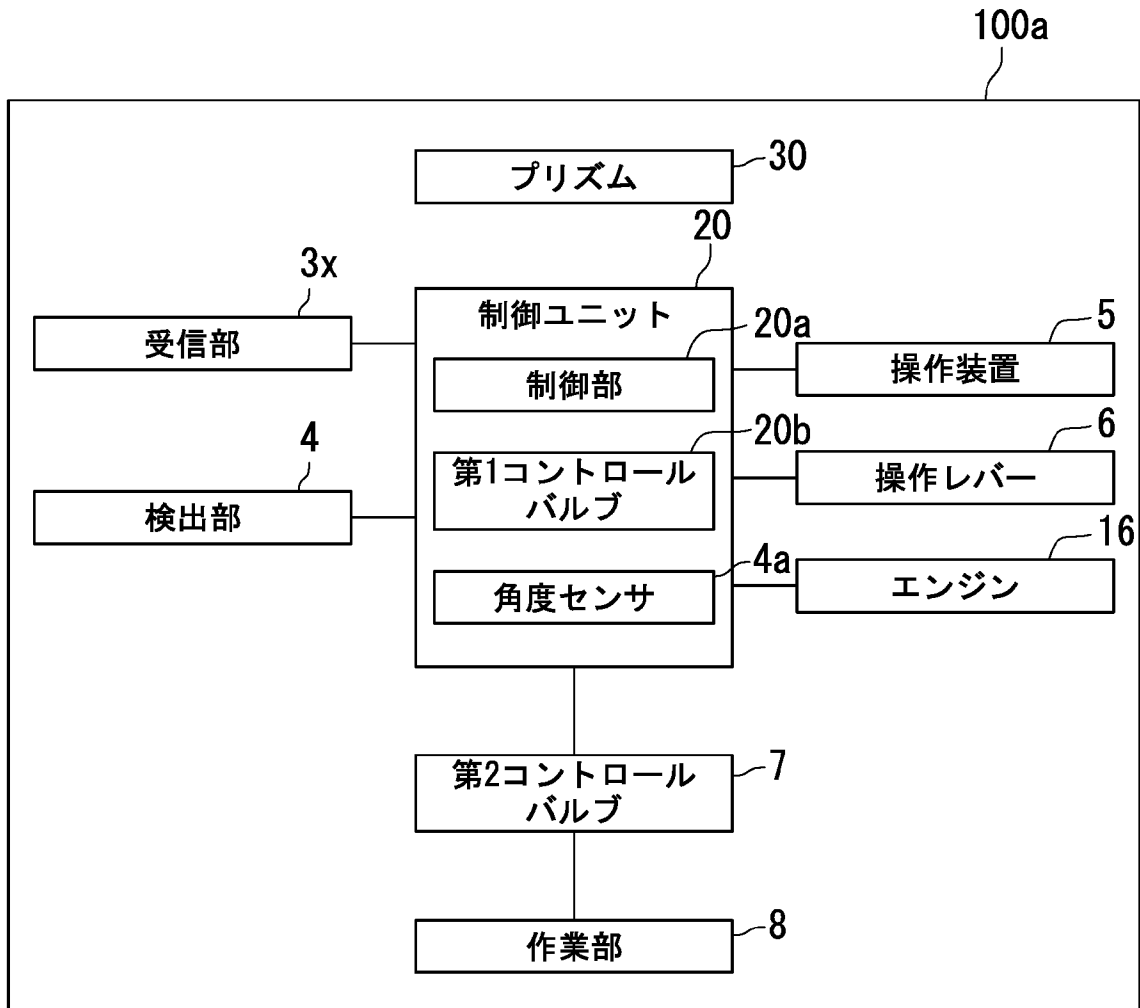 100a
プリズム
30
20
3x
受信部
制御ユニット
20a
制御部
5
操作装置
4
検出部
20b
第1コントロール
バルブ
6
操作レバー
4a
角度センサ
16
エンジン
第2コントロール
バルブ
7
作業部
8